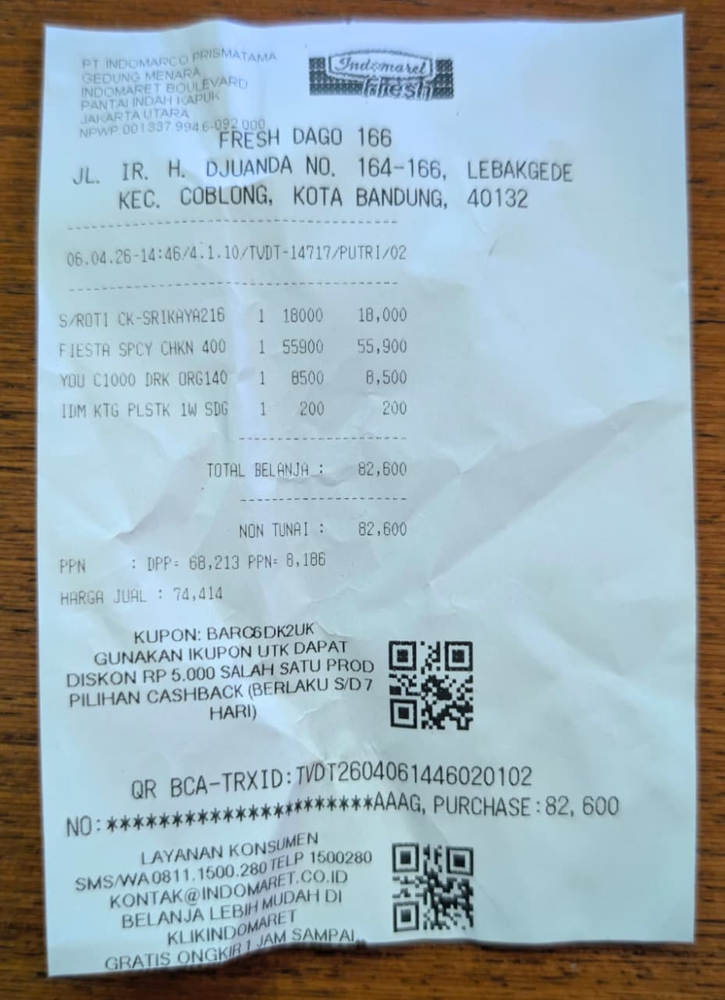 PT INDOMARCO PRISMATAMA
GEDUNG MENARA
INDOMARET BOULEVARD
PANTAI INDAH KAPUK
JAKARTA UTARA
NPWP 001337.994 6-092.000
Indomaret
fresh
FRESH DAGO 166
JL. IR. H. DJUANDA NO. 164-166, LEBAKGEDE
KEC. COBLONG, KOTA BANDUNG, 40132
06.04.26-14:46/4.1.10/TVDT-14717/PUTRI/02
S/ROTI CK-SRIKAYA216 1 18000 18,000
FIESTA SPCY CHKN 400 1 55900 55,900
YOU C1000 DRK ORG140 1 8500 8,500
IDM KTG PLSTK 1W SDG 1 200 200
TOTAL BELANJA : 82,600
NON TUNAI : 82,600
PPN : DPP= 68,213 PPN= 8,186
HARGA JUAL : 74,414
KUPON: BARC6DK2UK
GUNAKAN IKUPON UTK DAPAT
DISKON RP 5.000 SALAH SATU PROD
PILIHAN CASHBACK (BERLAKU S/D 7
HARI)
QR BCA-TRXID:TVDT2604061446020102
NO:*********************AAAG, PURCHASE:82, 600
LAYANAN KONSUMEN
SMS/WA 0811.1500.280 TELP 1500280
KONTAK@INDOMARET.CO.ID
BELANJA LEBIH MUDAH DI
KLIKINDOMARET
GRATIS ONGKIR 1 JAM SAMPAI